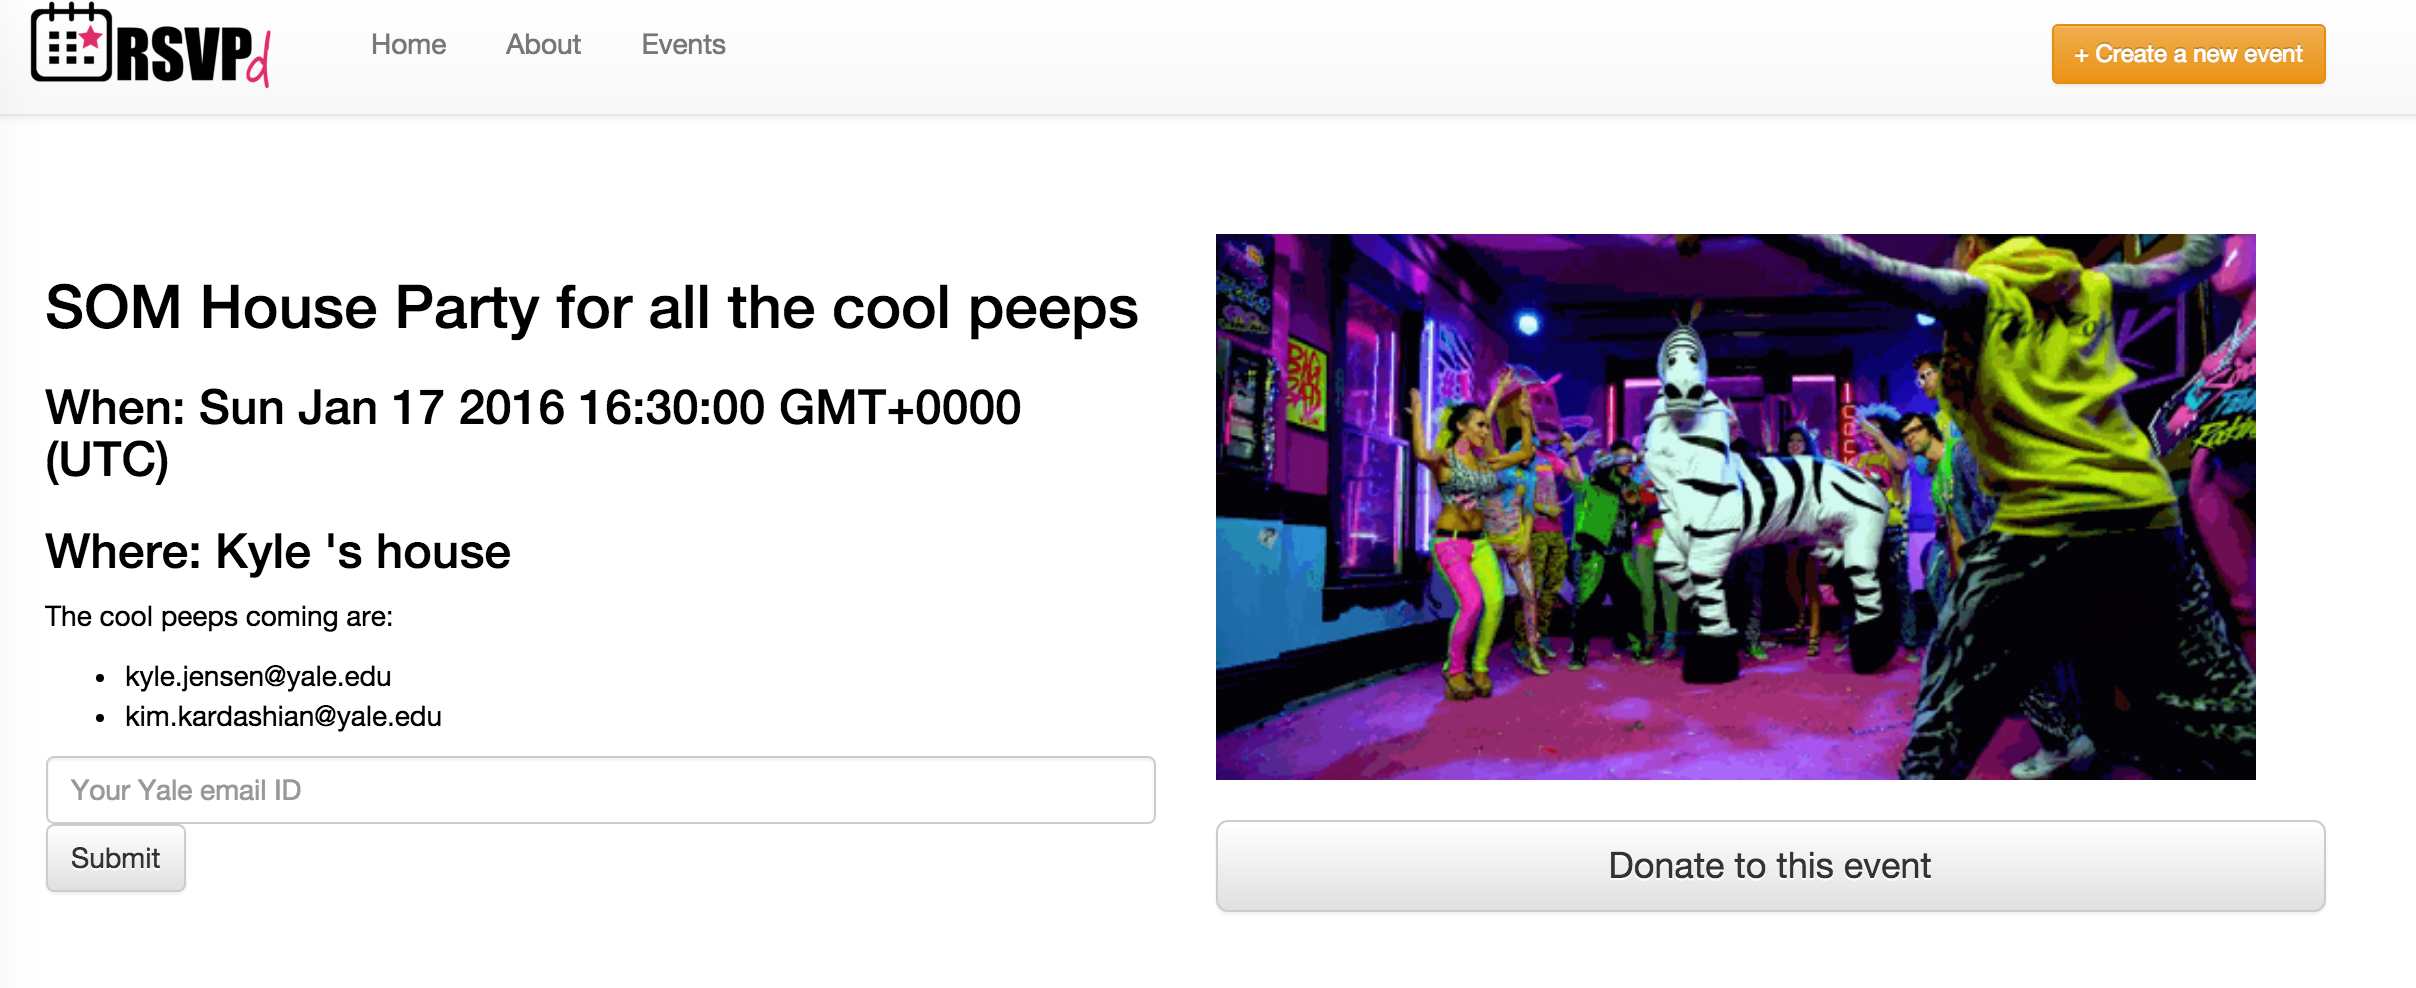 RSVPd
Home
About
Events
+ Create a new event
SOM House Party for all the cool peeps
When: Sun Jan 17 2016 16:30:00 GMT+0000
(UTC)
Where: Kyle 's house
The cool peeps coming are:
• kyle.jensen@yale.edu
• kim.kardashian@yale.edu
Your Yale email ID
Submit
BIG
BAD
Donate to this event